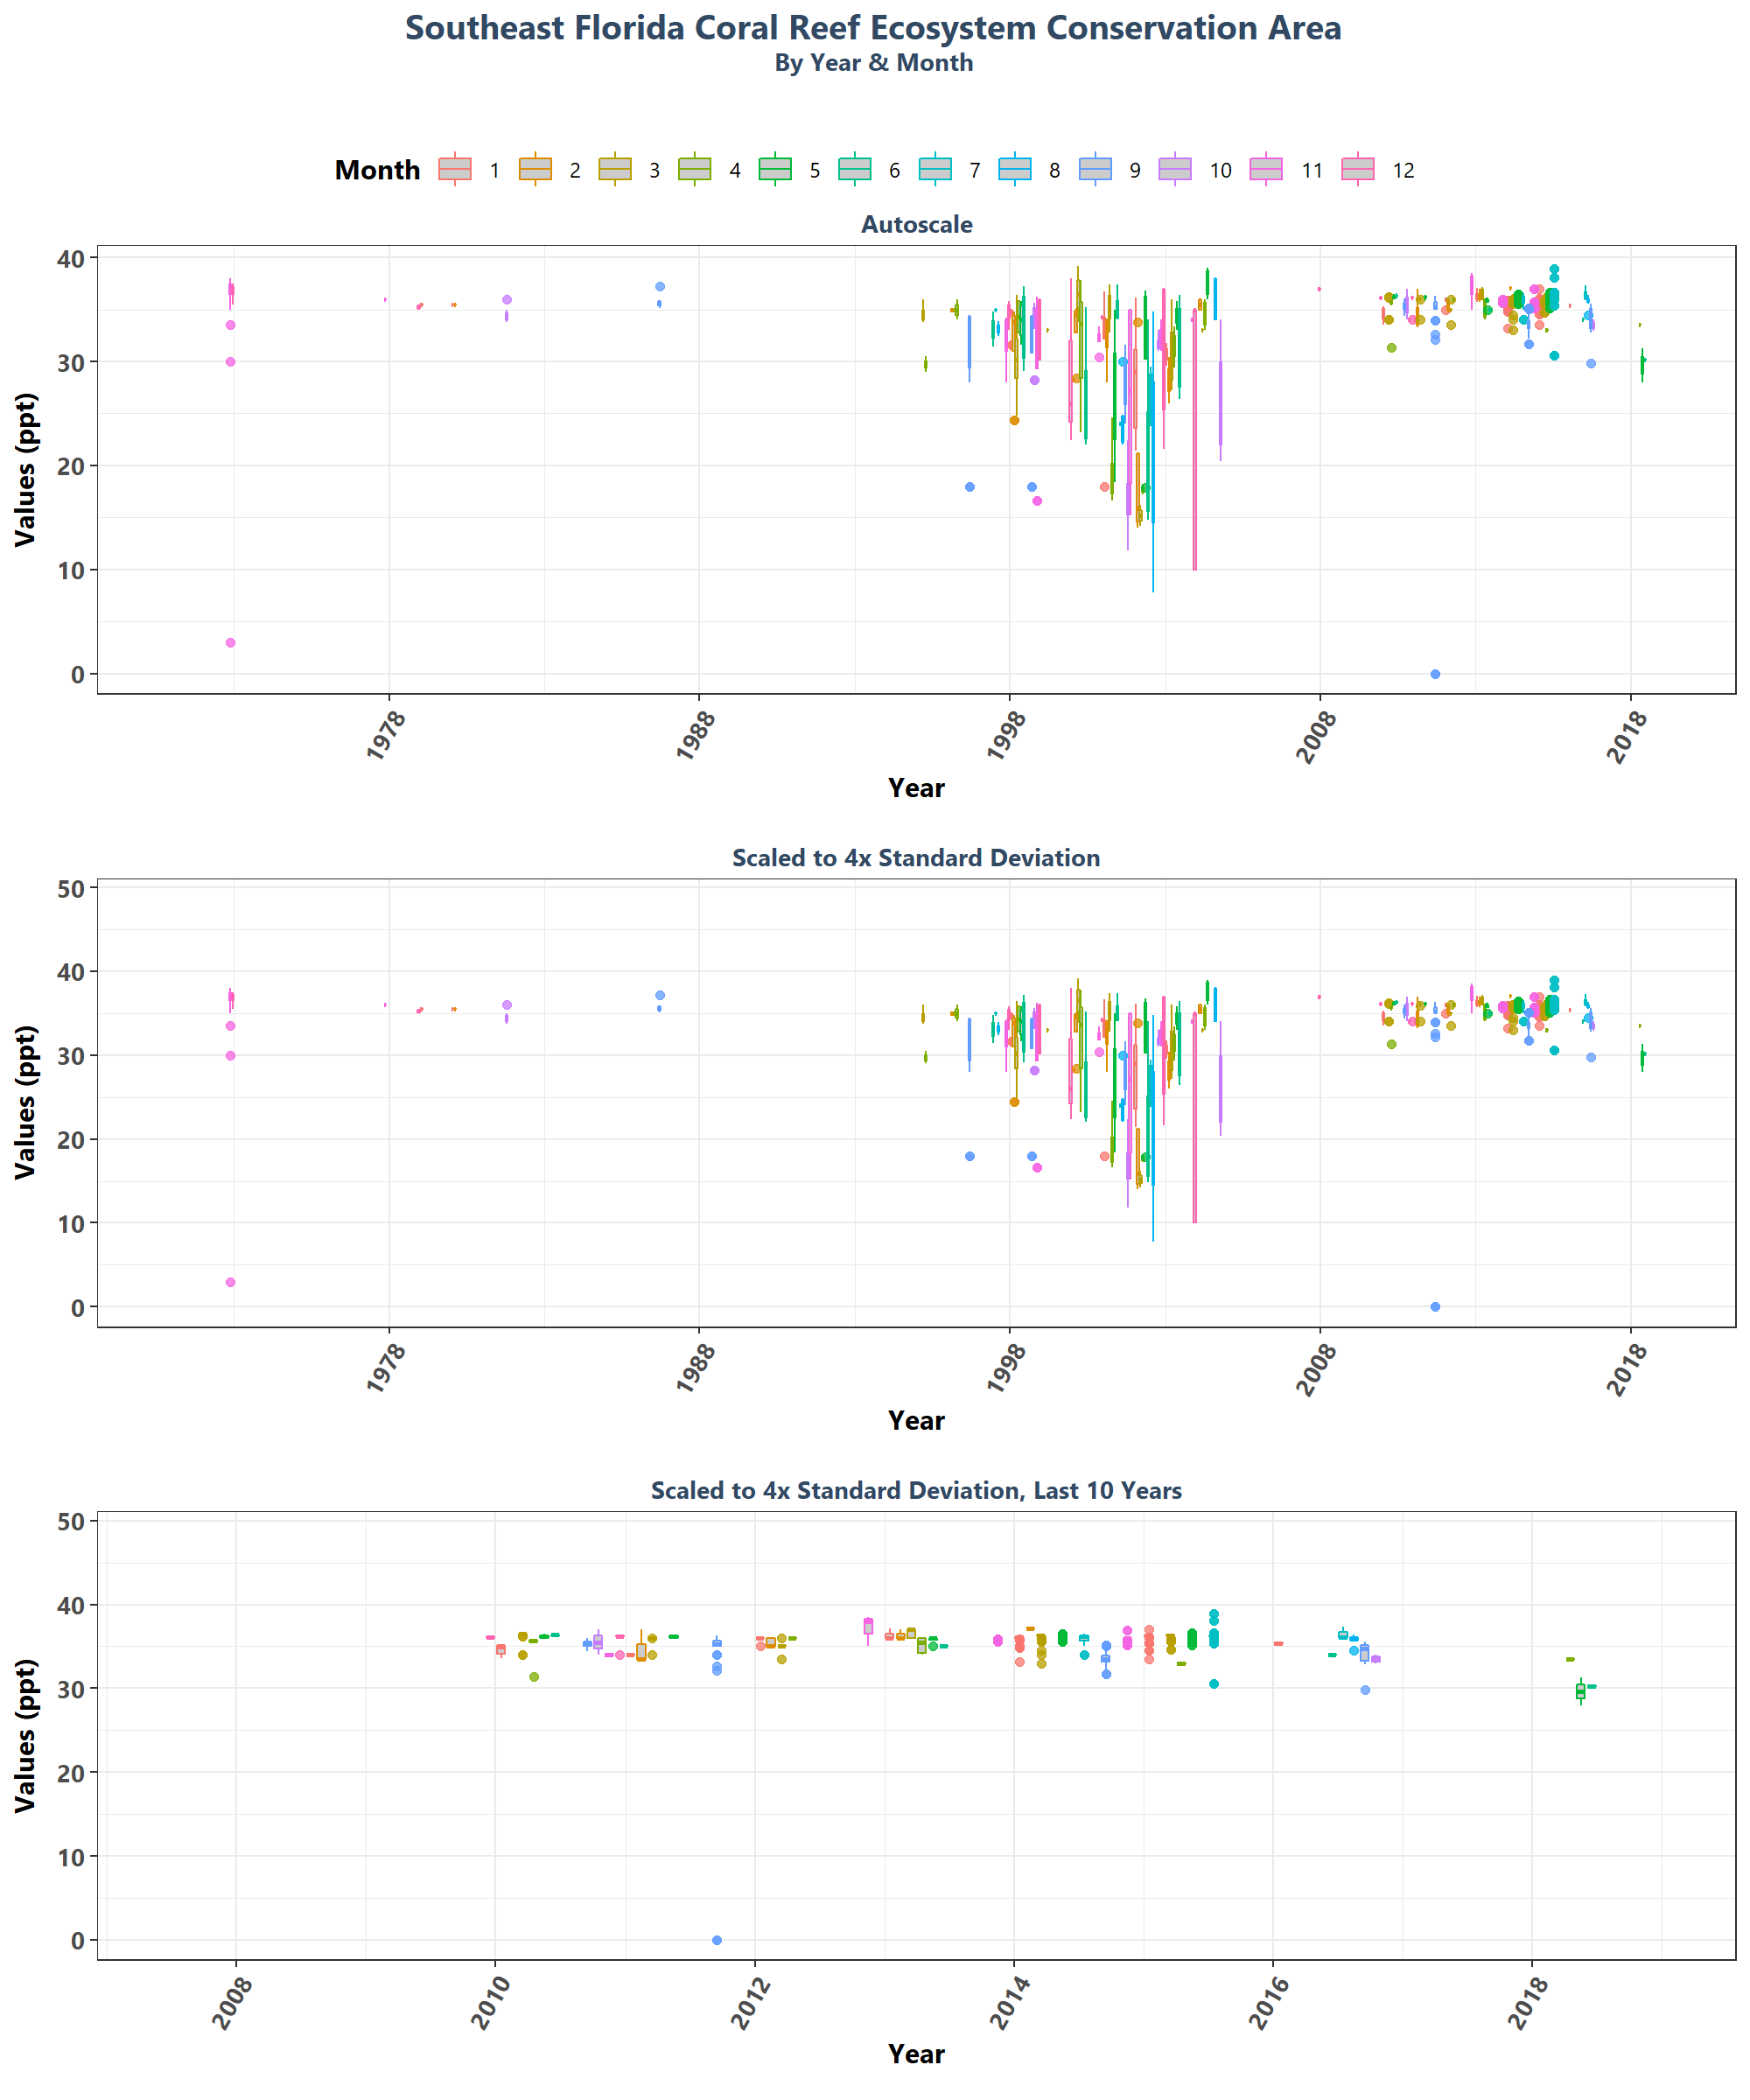 Southeast Florida Coral Reef Ecosystem Conservation Area
By Year & Month
Month 1 2 3 4 5 6 7 8 9 10 11 12
Autoscale
40
30
20
10
0
Values (ppt)
1978 1988 1998 2008 2018
Year
Scaled to 4x Standard Deviation
50
40
30
20
10
0
Values (ppt)
1978 1988 1998 2008 2018
Year
Scaled to 4x Standard Deviation, Last 10 Years
50
40
30
20
10
0
Values (ppt)
2008 2010 2012 2014 2016 2018
Year